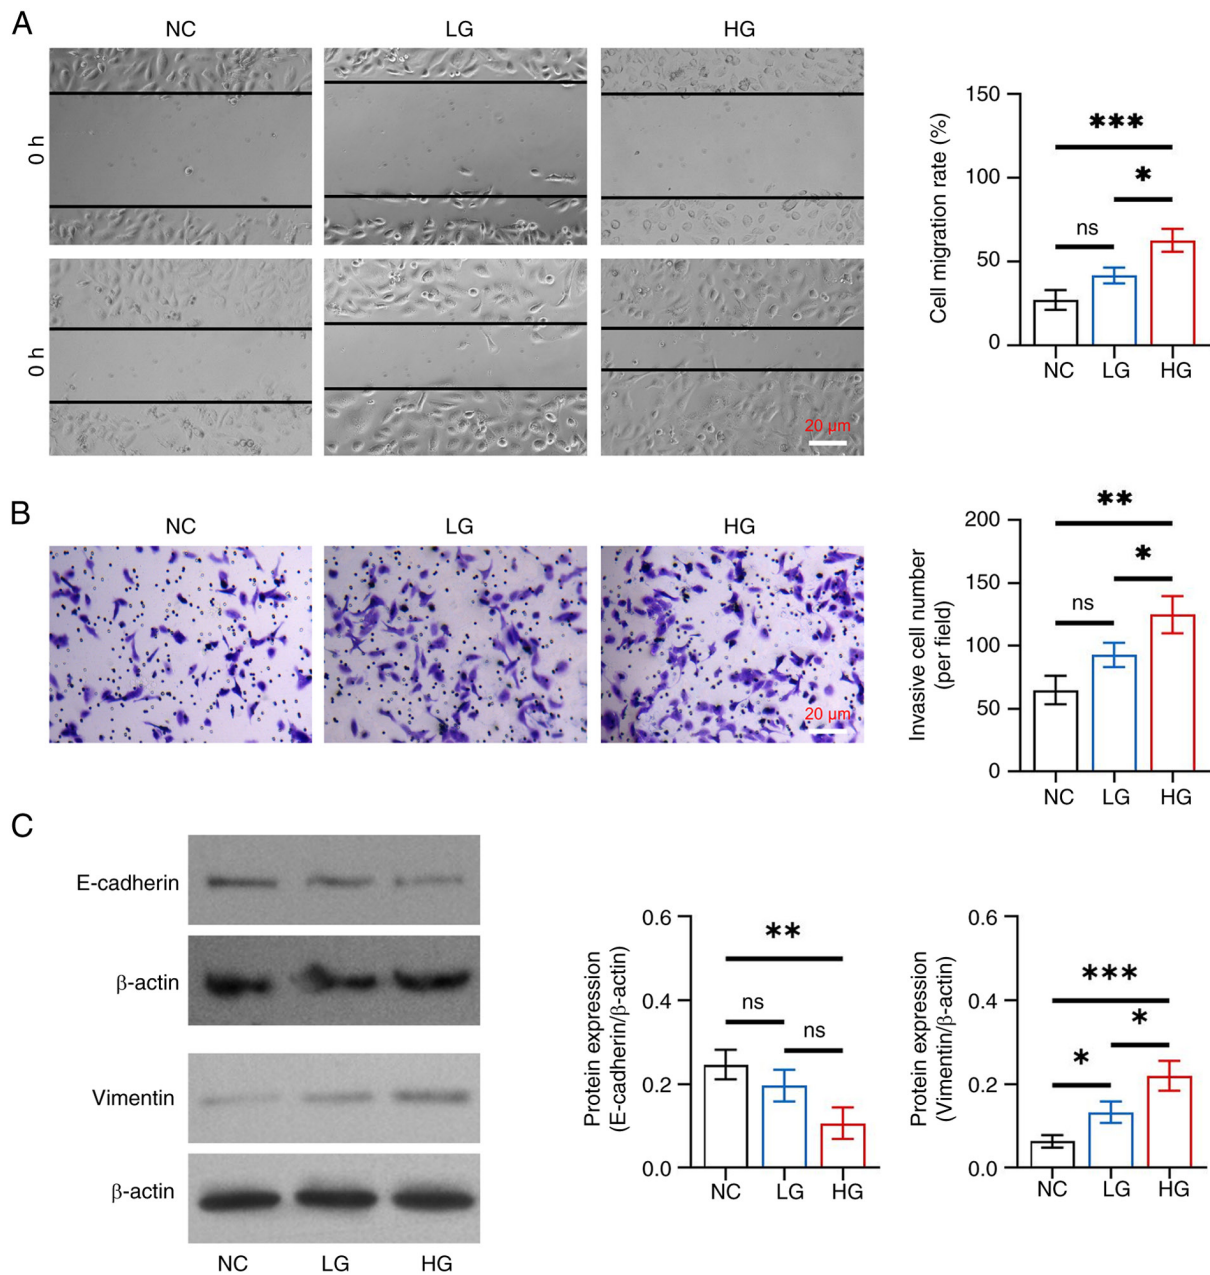 A
NC LG HG
0 h
0 h
20 μm
Cell migration rate (%)
150
100
50
0
***
*
ns
NC LG HG
B
NC LG HG
20 μm
Invasive cell number
(per field)
200
150
100
50
0
**
*
ns
NC LG HG
C
E-cadherin
β-actin
Vimentin
β-actin
NC LG HG
Protein expression
(E-cadherin/β-actin)
0.6
0.4
0.2
0.0
**
ns
ns
NC LG HG
Protein expression
(Vimentin/β-actin)
0.6
0.4
0.2
0.0
***
*
*
NC LG HG